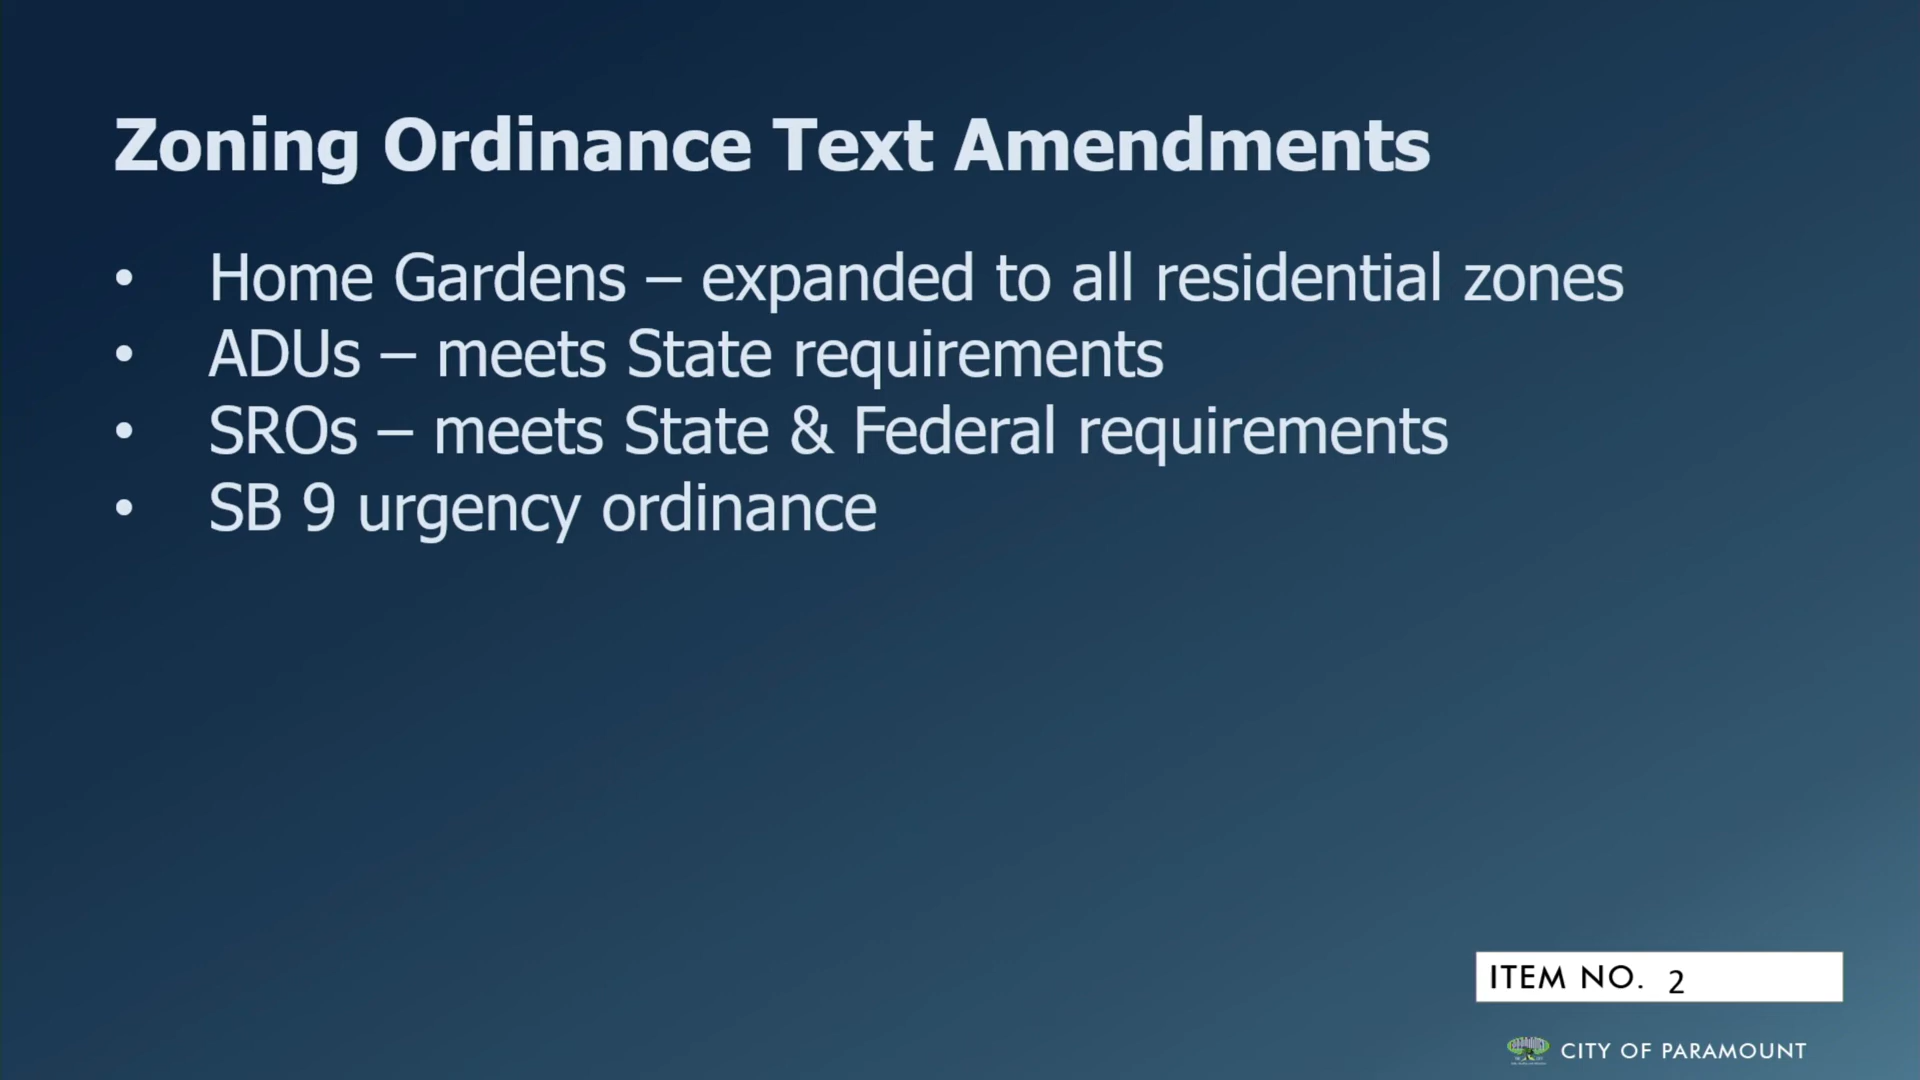 Zoning Ordinance Text Amendments
• Home Gardens – expanded to all residential zones
• ADUs – meets State requirements
• SROs – meets State & Federal requirements
• SB 9 urgency ordinance
ITEM NO. 2
CITY OF PARAMOUNT